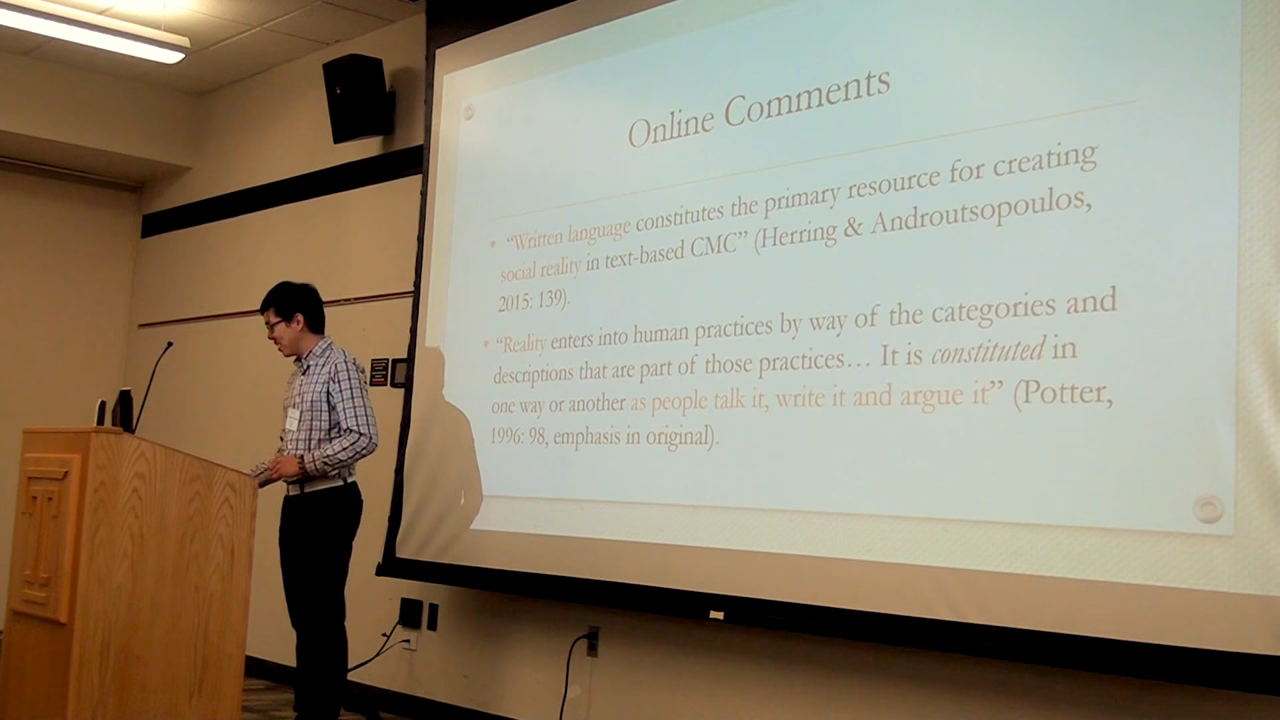 Online Comments
• “Written language constitutes the primary resource for creating
social reality in text-based CMC” (Herring & Androutsopoulos,
2015: 139).
• “Reality enters into human practices by way of the categories and
descriptions that are part of those practices… It is constituted in
one way or another as people talk it, write it and argue it” (Potter,
1996: 98, emphasis in original).